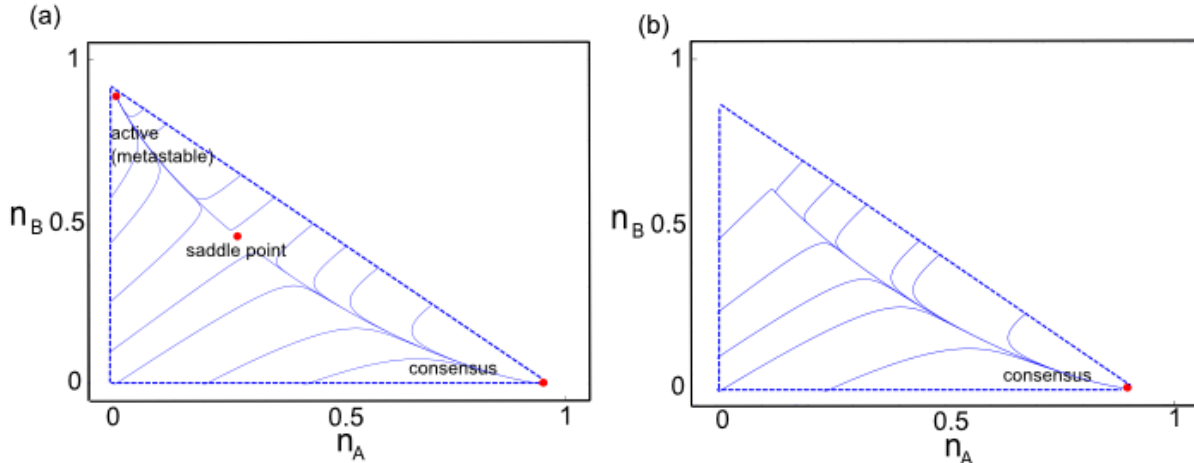 (a)
1
active
(metastable)
n_B 0.5
saddle point
consensus
0
0
0.5
1
n_A
(b)
1
n_B 0.5
consensus
0
0
0.5
1
n_A